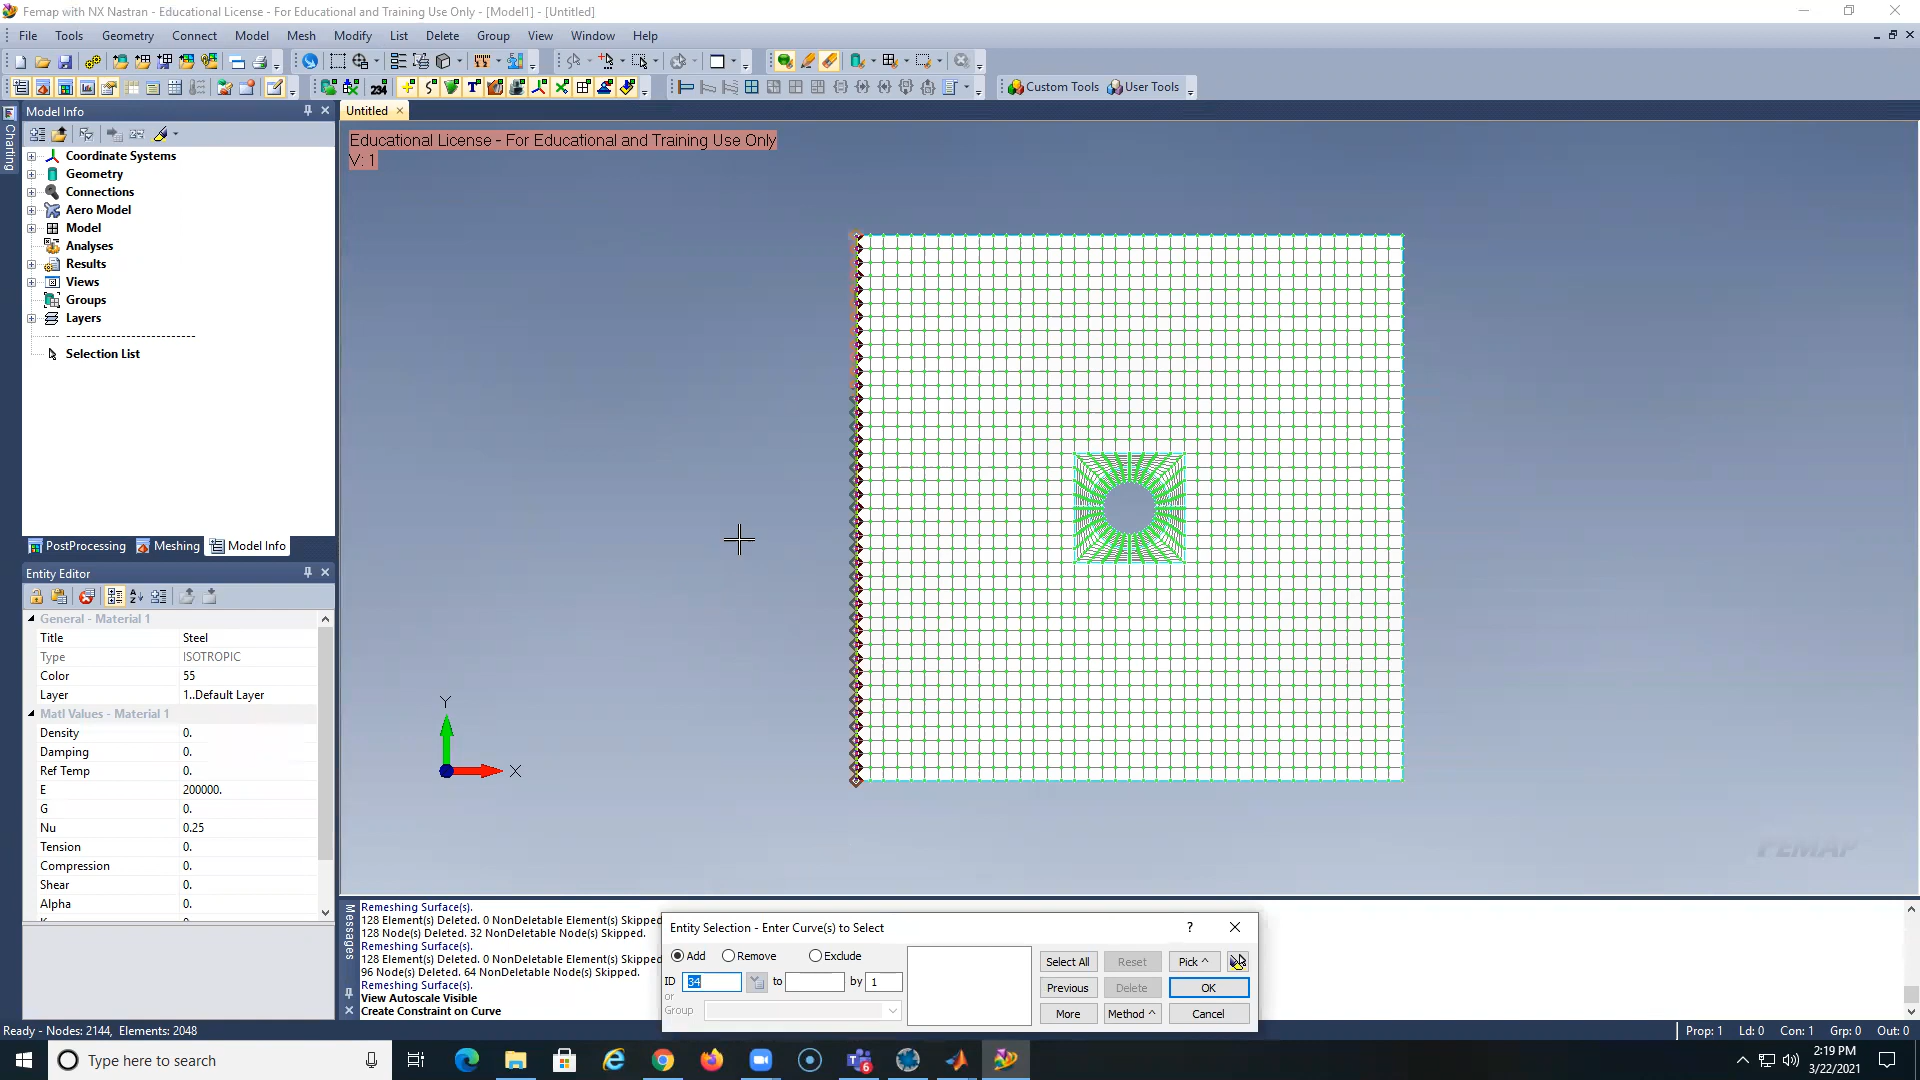 Femap with NX Nastran - Educational License - For Educational and Training Use Only - [Model1] - [Untitled]
File Tools Geometry Connect Model Mesh Modify List Delete Group View Window Help
234
Custom Tools User Tools
Charting
Model Info
Untitled
Educational License - For Educational and Training Use Only
V: 1
Coordinate Systems
Geometry
Connections
Aero Model
Model
Analyses
Results
Views
Groups
Layers
Selection List
PostProcessing Meshing Model Info
Entity Editor
General - Material 1
Title Steel
Type ISOTROPIC
Color 55
Layer 1..Default Layer
Matl Values - Material 1
Density 0.
Damping 0.
Ref Temp 0.
E 200000.
G 0.
Nu 0.25
Tension 0.
Compression 0.
Shear 0.
Alpha 0.
Y
X
FEMAP
Messages
Remeshing Surface(s).
128 Element(s) Deleted. 0 NonDeletable Element(s) Skipped
128 Node(s) Deleted. 32 NonDeletable Node(s) Skipped.
Remeshing Surface(s).
128 Element(s) Deleted. 0 NonDeletable Element(s) Skipped
96 Node(s) Deleted. 64 NonDeletable Node(s) Skipped.
Remeshing Surface(s).
View Autoscale Visible
Create Constraint on Curve
Entity Selection - Enter Curve(s) to Select
?
Add Remove Exclude
ID 34 to by 1
or
Group
Select All Reset Pick ^
Previous Delete OK
More Method ^ Cancel
Ready - Nodes: 2144, Elements: 2048
Prop: 1 Ld: 0 Con: 1 Grp: 0 Out: 0
Type here to search
6
2:19 PM
3/22/2021